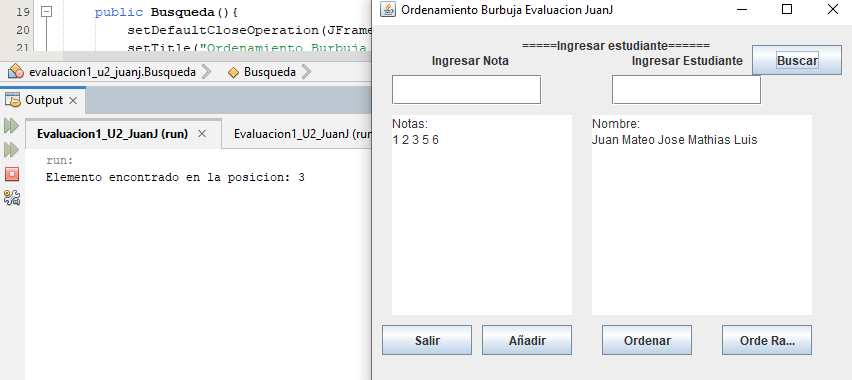 19 public Busqueda(){
20 setDefaultCloseOperation(JFrame
21 setTitle("Ordenamiento Burbuja
evaluacion1_u2_juanj.Busqueda
Busqueda
Output
Evaluacion1_U2_JuanJ (run)
Evaluacion1_U2_JuanJ (run
run:
Elemento encontrado en la posicion: 3
Ordenamiento Burbuja Evaluacion JuanJ
=====Ingresar estudiante======
Ingresar Nota
Ingresar Estudiante
Buscar
Notas:
1 2 3 5 6
Nombre:
Juan Mateo Jose Mathias Luis
Salir
Añadir
Ordenar
Orde Ra...